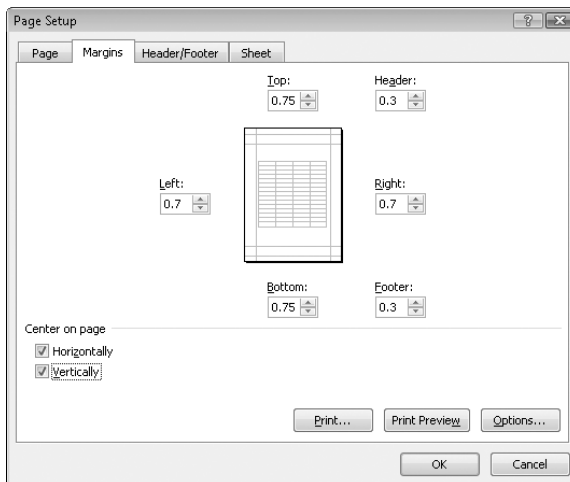 Page Setup
Page Margins Header/Footer Sheet
Top: Header:
0.75 0.3
Left: Right:
0.7 0.7
Bottom: Footer:
0.75 0.3
Center on page
Horizontally
Vertically
Print... Print Preview Options...
OK Cancel